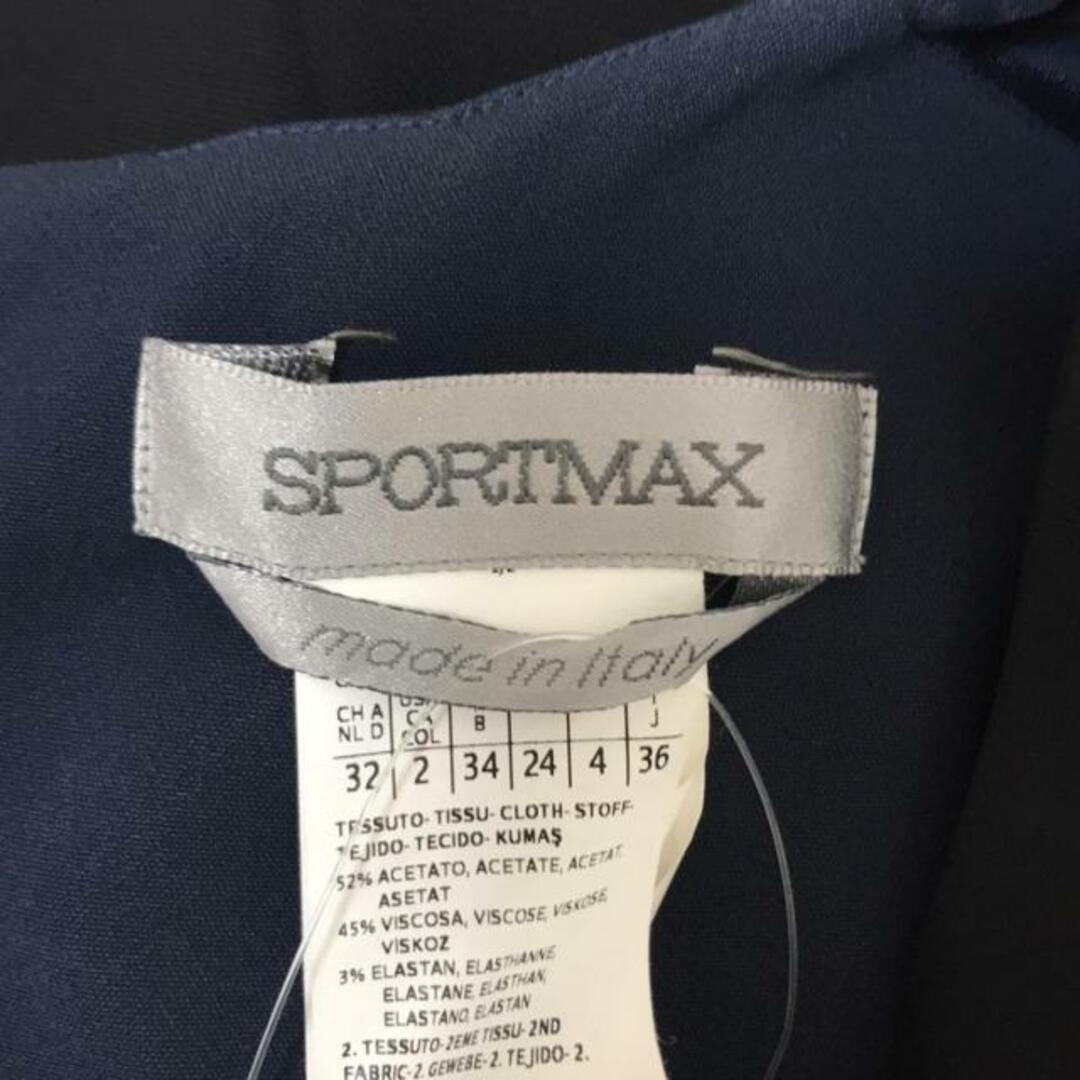 SPORTMAX
made in Italy
CH A CA B J
NL D COL
32 2 34 24 4 36
TESSUTO-TISSU-CLOTH-STOFF-
TEJIDO-TECIDO-KUMAŞ
52% ACETATO, ACETATE, ACETAT,
ASETAT
45% VISCOSA, VISCOSE, VISKOSE,
VISKOZ
3% ELASTAN, ELASTHANNE
ELASTANE, ELASTHAN,
ELASTANO, ELASTAN
2. TESSUTO-2EME TISSU-2ND
FABRIC-2. GEWEBE-2. TEJIDO-2.